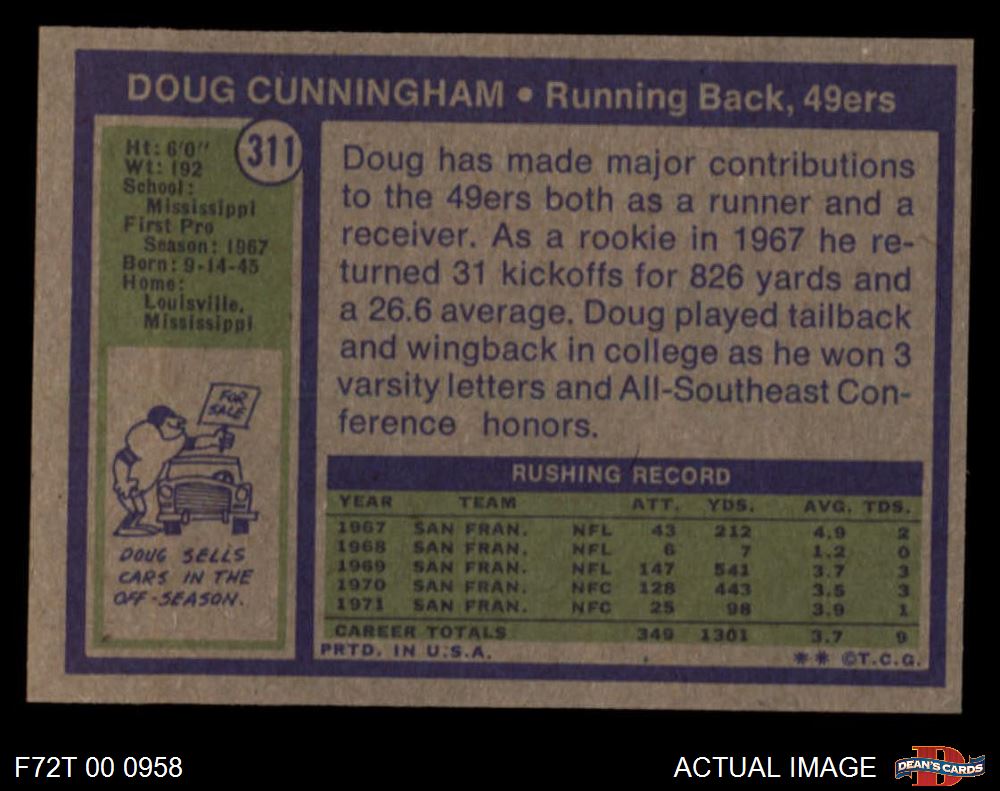 DOUG CUNNINGHAM • Running Back, 49ers
311
Ht: 6'0"
Wt: 192
School:
Mississippi
First Pro
Season: 1967
Born: 9-14-45
Home:
Louisville,
Mississippi
Doug has made major contributions
to the 49ers both as a runner and a
receiver. As a rookie in 1967 he re-
turned 31 kickoffs for 826 yards and
a 26.6 average. Doug played tailback
and wingback in college as he won 3
varsity letters and All-Southeast Con-
ference honors.
FOR
SALE
DOUG SELLS
CARS IN THE
OFF-SEASON.
RUSHING RECORD
YEAR TEAM ATT. YDS. AVG. TDS.
1967 SAN FRAN. NFL 43 212 4.9 2
1968 SAN FRAN. NFL 6 7 1.2 0
1969 SAN FRAN. NFL 147 541 3.7 3
1970 SAN FRAN. NFC 128 443 3.5 3
1971 SAN FRAN. NFC 25 98 3.9 1
CAREER TOTALS 349 1301 3.7 9
PRTD. IN U.S.A. ** ©T.C.G.
F72T 00 0958
ACTUAL IMAGE
D
DEAN'S CARDS